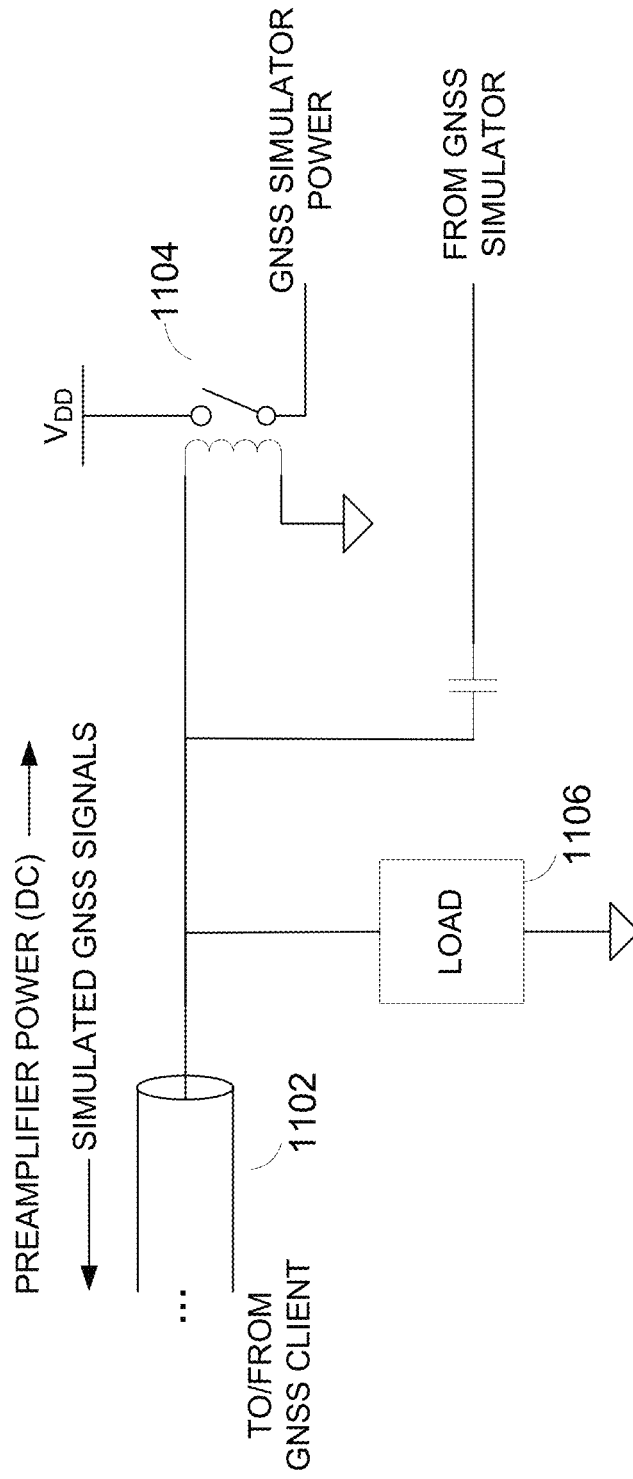 PREAMPLIFIER POWER (DC)
SIMULATED GNSS SIGNALS
TO/FROM
GNSS CLIENT
...
1102
LOAD
1106
V_DD
1104
GNSS SIMULATOR
POWER
FROM GNSS
SIMULATOR